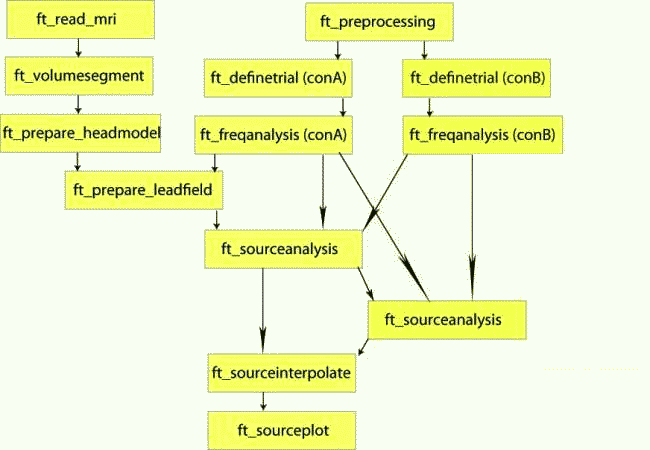 ft_read_mri
ft_preprocessing
ft_volumesegment
ft_definetrial (conA)
ft_definetrial (conB)
ft_prepare_headmodel
ft_freqanalysis (conA)
ft_freqanalysis (conB)
ft_prepare_leadfield
ft_sourceanalysis
ft_sourceanalysis
ft_sourceinterpolate
ft_sourceplot